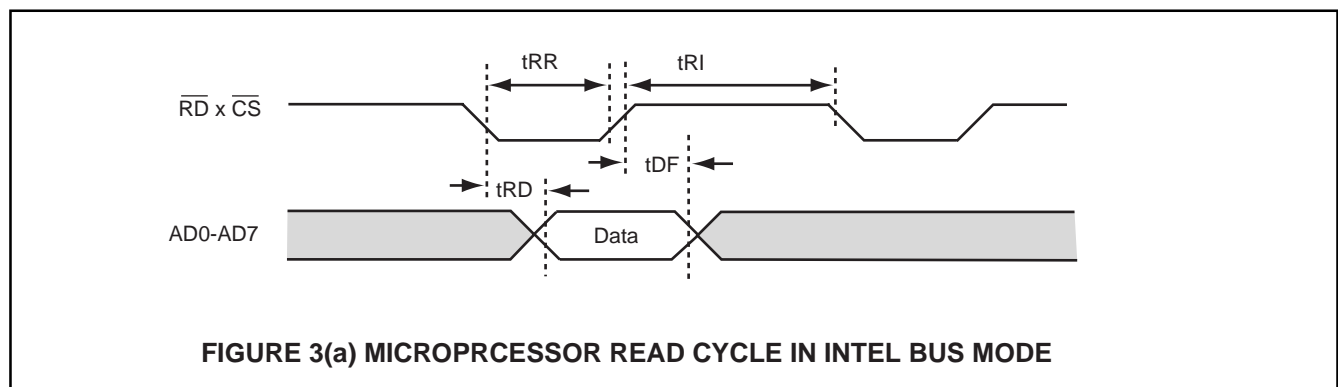 tRR
tRI
RD x CS
tDF
tRD
AD0-AD7
Data
FIGURE 3(a) MICROPRCESSOR READ CYCLE IN INTEL BUS MODE